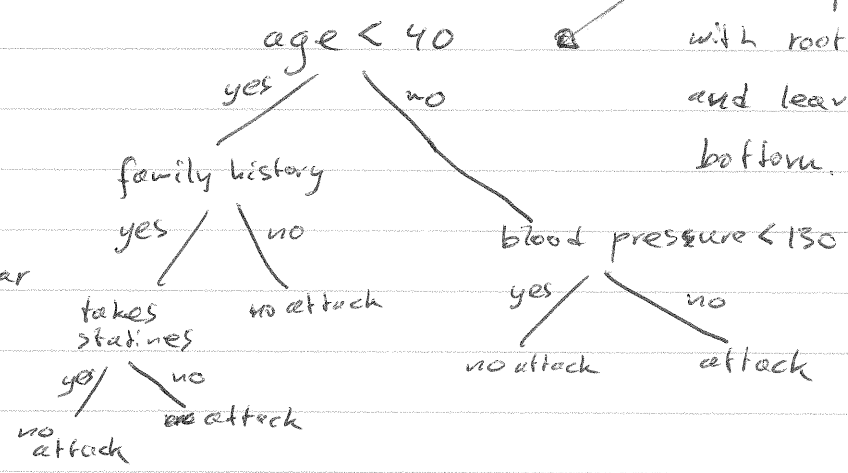 age < 40
with root
yes
no
and leav
bottom.
family history
yes
no
blood pressure < 130
ar
takes
statines
no attack
yes
no
yes
no
no attack
attack
no
attack
attack